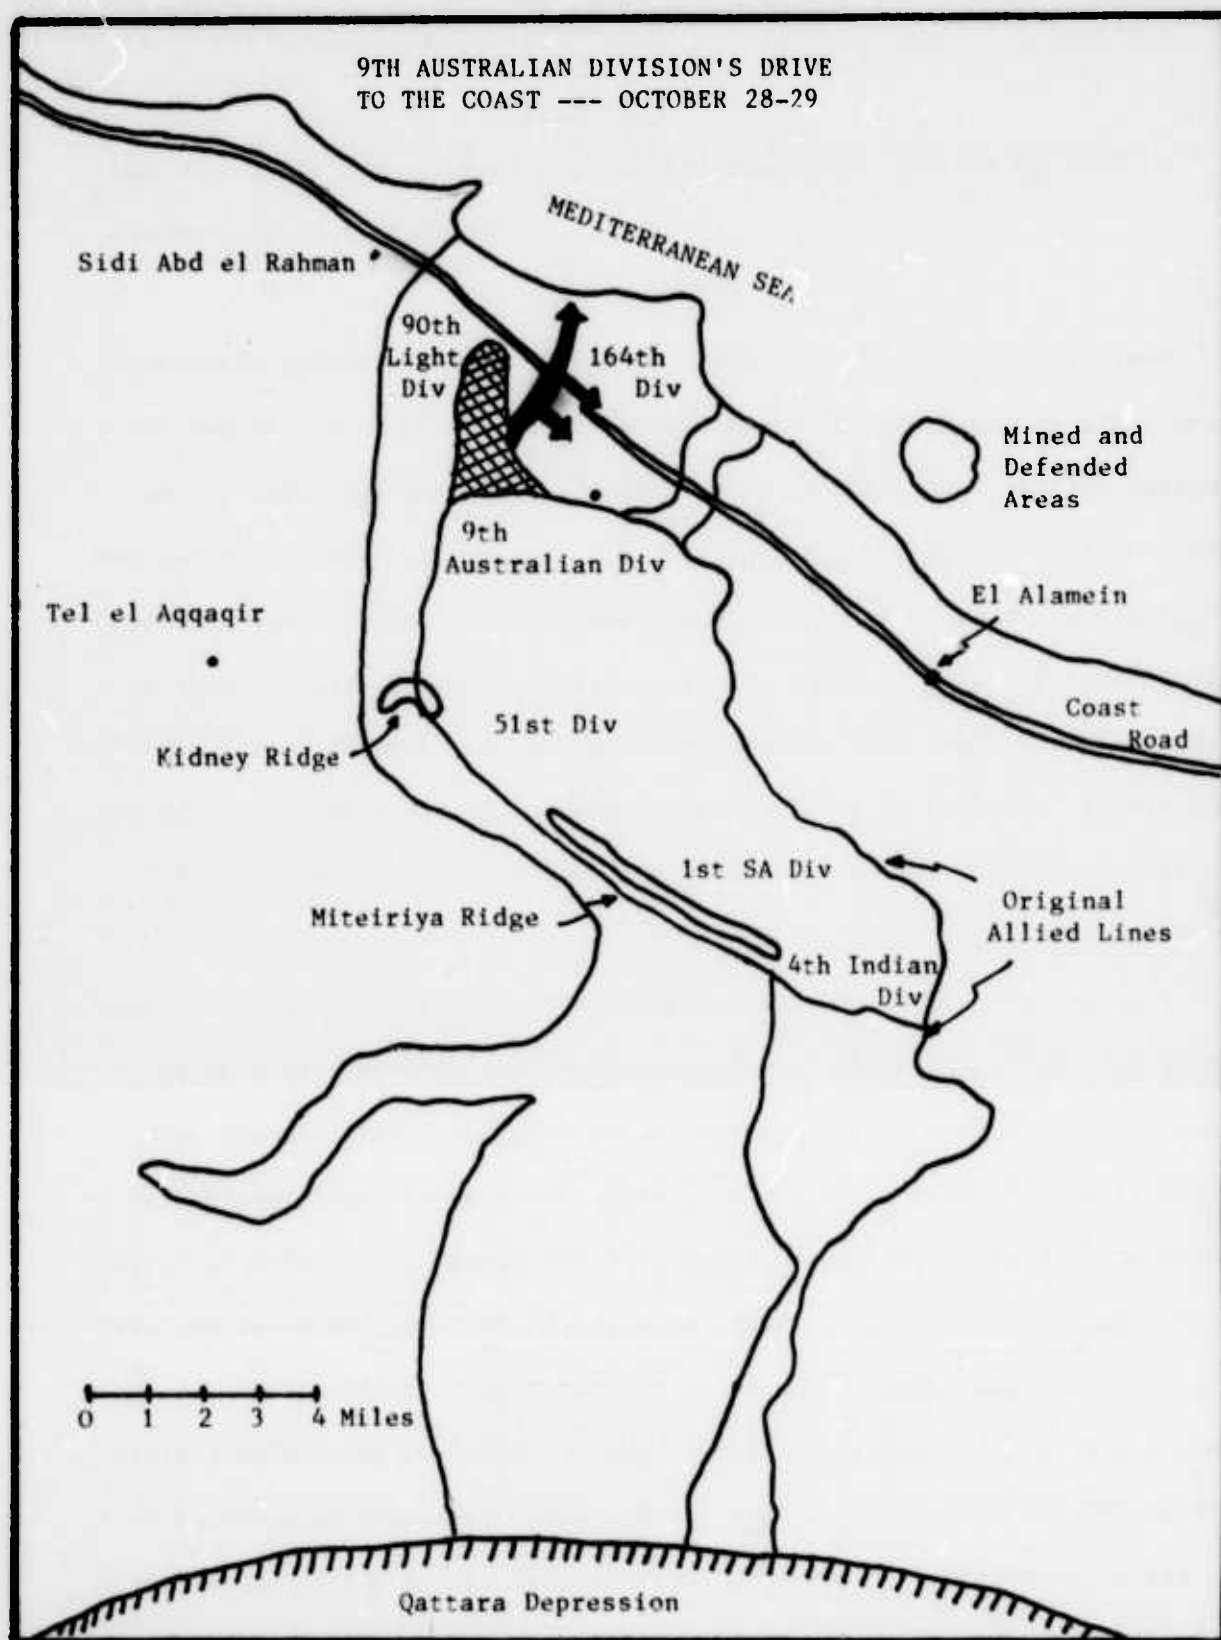 9TH AUSTRALIAN DIVISION'S DRIVE
TO THE COAST --- OCTOBER 28-29
MEDITERRANEAN SEA
Sidi Abd el Rahman
90th
Light
Div
164th
Div
Mined and
Defended
Areas
9th
Australian Div
El Alamein
Tel el Aqqaqir
Coast
Road
51st Div
Kidney Ridge
1st SA Div
Original
Allied Lines
Miteiriya Ridge
4th Indian
Div
0 1 2 3 4 Miles
Qattara Depression